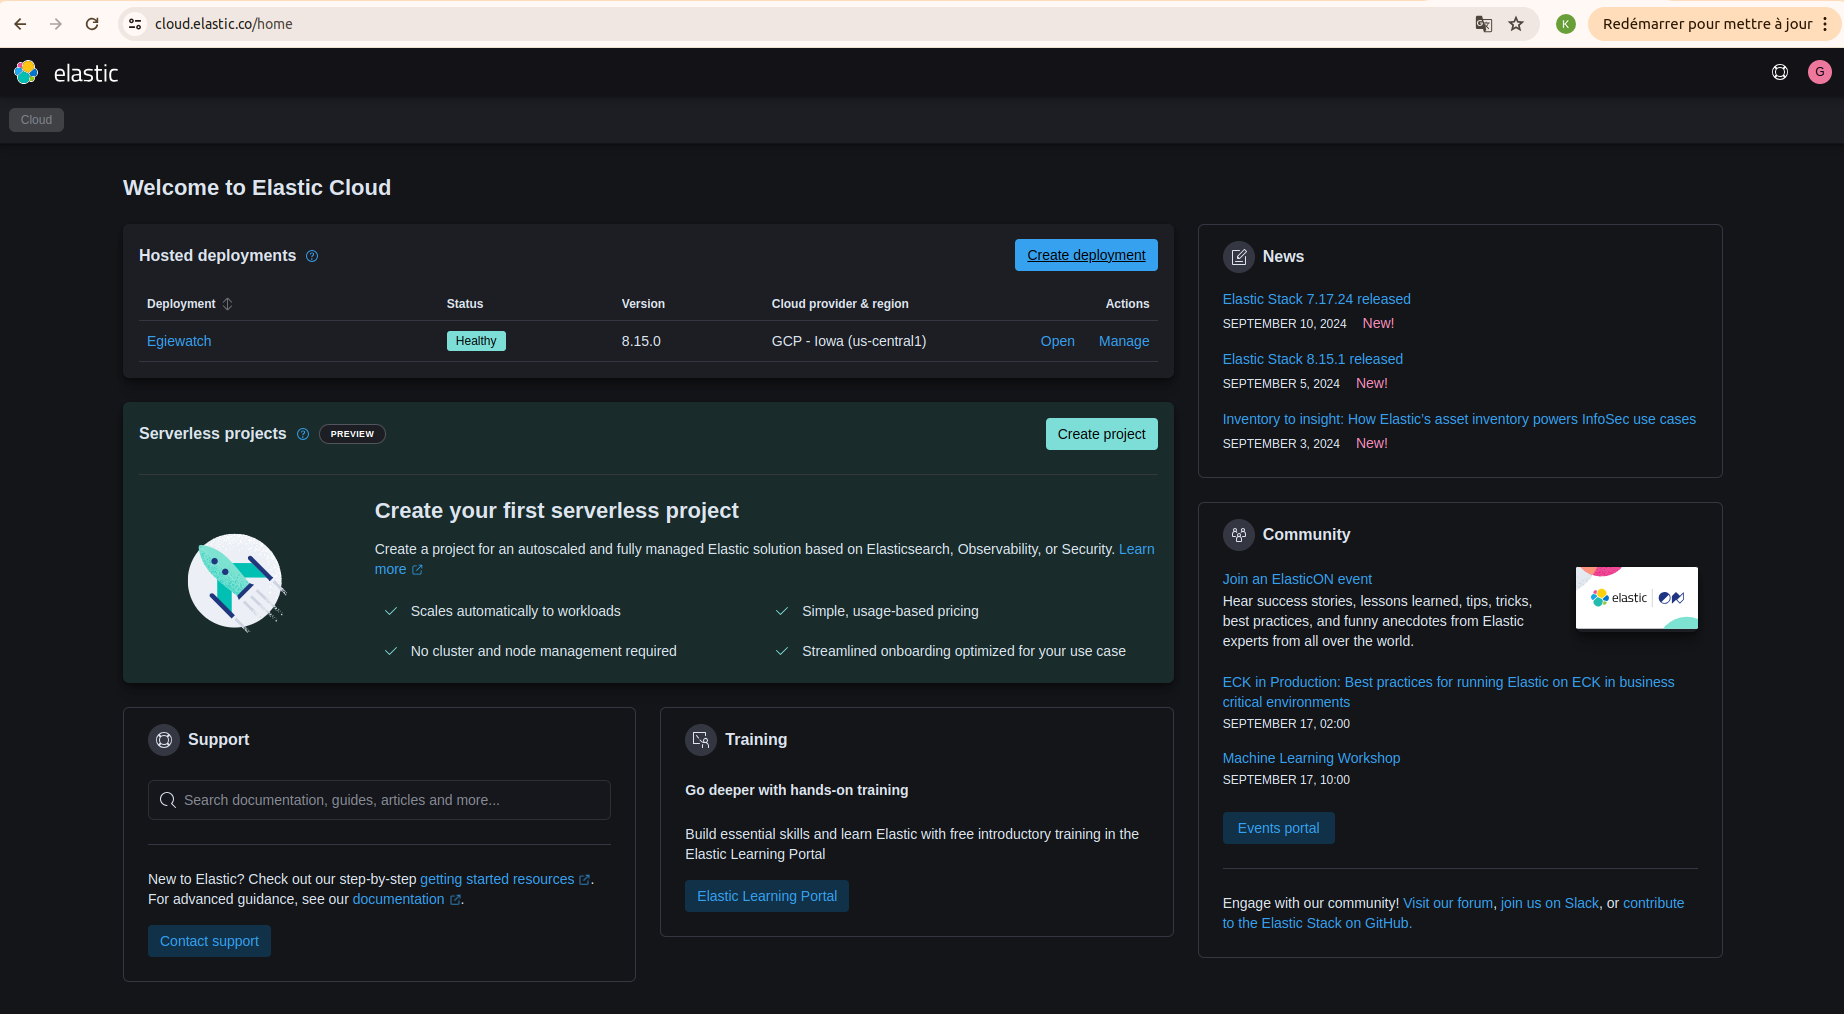 cloud.elastic.co/home
K
Redémarrer pour mettre à jour
elastic
G
Cloud
Welcome to Elastic Cloud
Hosted deployments
Create deployment
Deployment Status Version Cloud provider & region Actions
Egiewatch Healthy 8.15.0 GCP - Iowa (us-central1) Open Manage
Serverless projects PREVIEW
Create project
Create your first serverless project
Create a project for an autoscaled and fully managed Elastic solution based on Elasticsearch, Observability, or Security. Learn
more
Scales automatically to workloads
Simple, usage-based pricing
No cluster and node management required
Streamlined onboarding optimized for your use case
Support
Search documentation, guides, articles and more...
New to Elastic? Check out our step-by-step getting started resources.
For advanced guidance, see our documentation.
Contact support
Training
Go deeper with hands-on training
Build essential skills and learn Elastic with free introductory training in the
Elastic Learning Portal
Elastic Learning Portal
News
Elastic Stack 7.17.24 released
SEPTEMBER 10, 2024 New!
Elastic Stack 8.15.1 released
SEPTEMBER 5, 2024 New!
Inventory to insight: How Elastic's asset inventory powers InfoSec use cases
SEPTEMBER 3, 2024 New!
Community
Join an ElasticON event
Hear success stories, lessons learned, tips, tricks,
best practices, and funny anecdotes from Elastic
experts from all over the world.
elastic ON
ECK in Production: Best practices for running Elastic on ECK in business
critical environments
SEPTEMBER 17, 02:00
Machine Learning Workshop
SEPTEMBER 17, 10:00
Events portal
Engage with our community! Visit our forum, join us on Slack, or contribute
to the Elastic Stack on GitHub.